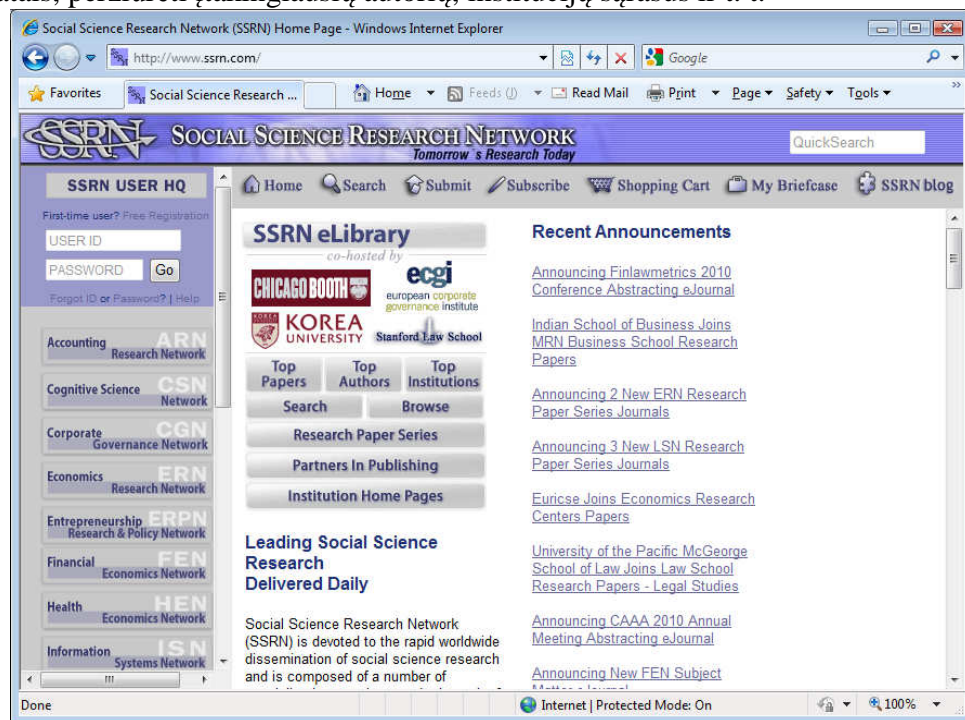 Social Science Research Network (SSRN) Home Page - Windows Internet Explorer
http://www.ssrn.com/
Google
Favorites
Social Science Research ...
Home
Feeds (J)
Read Mail
Print
Page
Safety
Tools
»
SSRN SOCIAL SCIENCE RESEARCH NETWORK
Tomorrow`s Research Today
QuickSearch
SSRN USER HQ
First-time user? Free Registration
USER ID
PASSWORD
Go
Forgot ID or Password? | Help
Home
Search
Submit
Subscribe
Shopping Cart
My Briefcase
SSRN blog
Accounting ARN
Research Network
Cognitive Science CSN
Network
Corporate CGN
Governance Network
Economics ERN
Research Network
Entrepreneurship ERPN
Research & Policy Network
Financial FEN
Economics Network
Health HEN
Economics Network
Information ISN
Systems Network
SSRN eLibrary
co-hosted by
CHICAGO BOOTH
ecgi
european corporate
governance institute
KOREA
UNIVERSITY
Stanford Law School
Top
Papers
Top
Authors
Top
Institutions
Search
Browse
Research Paper Series
Partners In Publishing
Institution Home Pages
Leading Social Science
Research
Delivered Daily
Social Science Research Network
(SSRN) is devoted to the rapid worldwide
dissemination of social science research
and is composed of a number of
Recent Announcements
Announcing Finlawmetrics 2010
Conference Abstracting eJournal
Indian School of Business Joins
MRN Business School Research
Papers
Announcing 2 New ERN Research
Paper Series Journals
Announcing 3 New LSN Research
Paper Series Journals
Euricse Joins Economics Research
Centers Papers
University of the Pacific McGeorge
School of Law Joins Law School
Research Papers - Legal Studies
Announcing CAAA 2010 Annual
Meeting Abstracting eJournal
Announcing New FEN Subject
Done
Internet | Protected Mode: On
100%